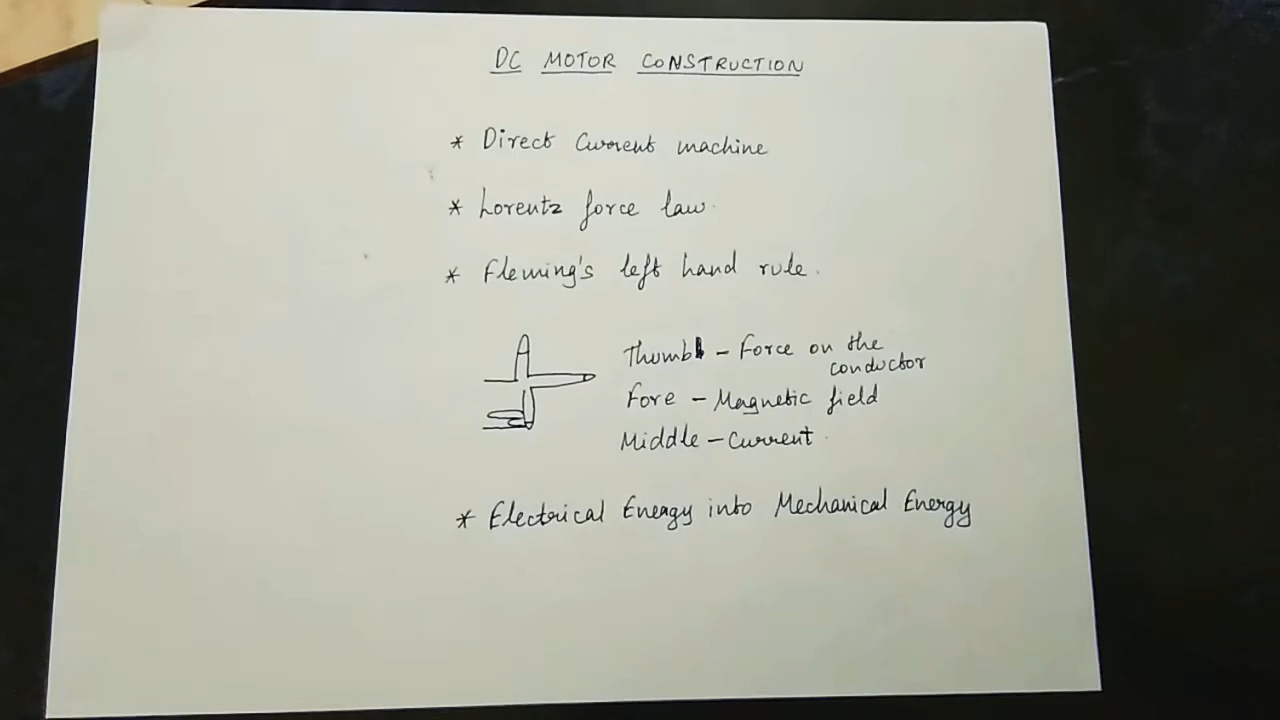 DC MOTOR CONSTRUCTION
* Direct Current machine
* Lorentz force law.
* Fleming's left hand rule.
Thumb - Force on the
conductor
Fore - Magnetic field
Middle - Current.
* Electrical Energy into Mechanical Energy